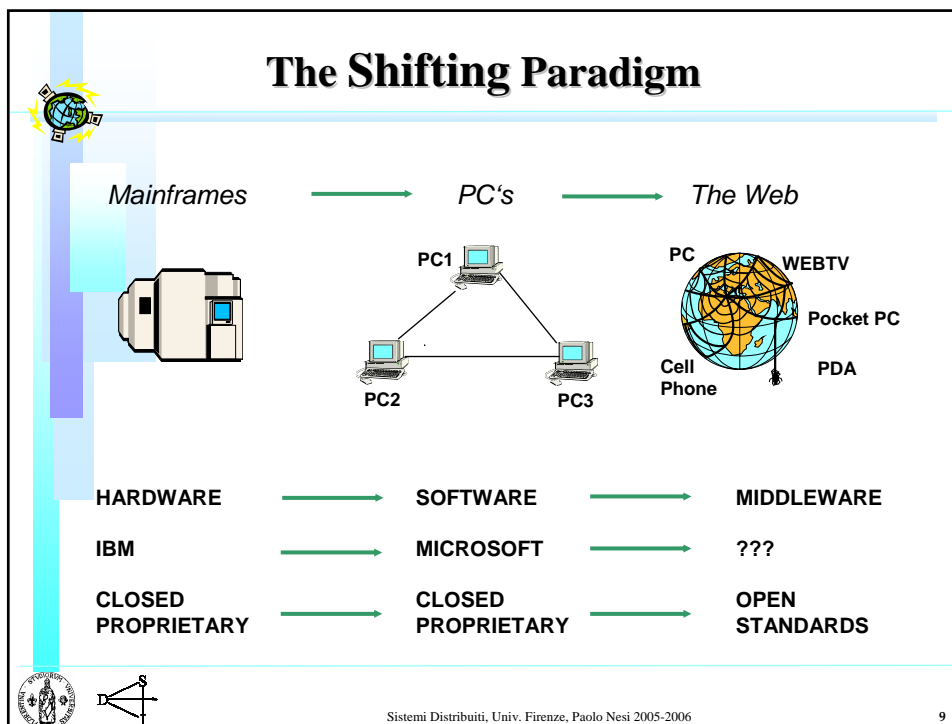 The Shifting Paradigm
Mainframes PC's The Web
PC1
PC WEBTV
Pocket PC
Cell Phone
PDA
PC2 PC3
HARDWARE SOFTWARE MIDDLEWARE
IBM MICROSOFT ???
CLOSED PROPRIETARY
CLOSED PROPRIETARY
OPEN STANDARDS
D S
Sistemi Distribuiti, Univ. Firenze, Paolo Nesi 2005-2006 9